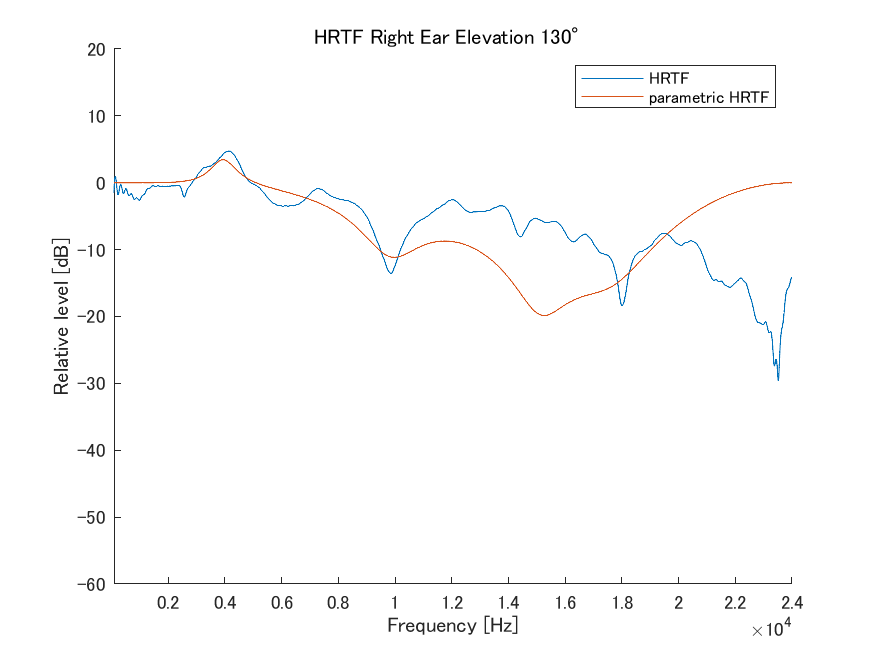 HRTF Right Ear Elevation 130°
HRTF
parametric HRTF
20
10
0
−10
−20
−30
−40
−50
−60
Relative level [dB]
0.2 0.4 0.6 0.8 1 1.2 1.4 1.6 1.8 2 2.2 2.4
Frequency [Hz]
×10⁴